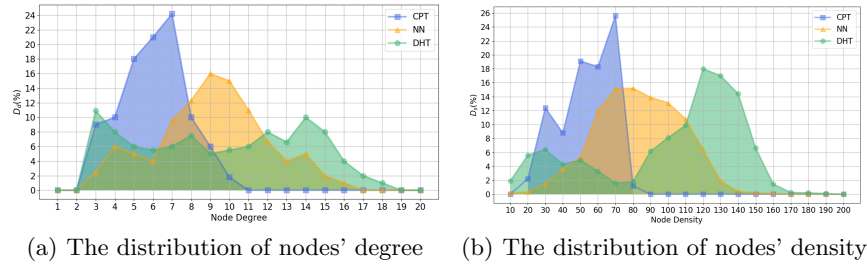 24
22
20
18
16
14
12
10
8
6
4
2
0
Dd(%)
1 2 3 4 5 6 7 8 9 10 11 12 13 14 15 16 17 18 19 20
Node Degree
CPT
NN
DHT
26
24
22
20
18
16
14
12
10
8
6
4
2
0
10 20 30 40 50 60 70 80 90 100 110 120 130 140 150 160 170 180 190 200
Node Density
CPT
NN
DHT
(a) The distribution of nodes' degree
(b) The distribution of nodes' density